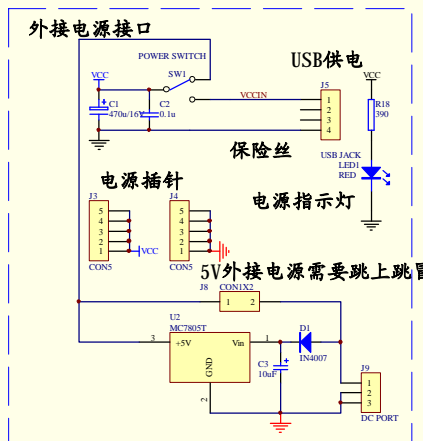 外接电源接口
POWER SWITCH
USB供电
VCC
SW1
VCC
J5
VCCIN
C1
470u/16V
C2
0.1u
1
2
3
4
R18
390
保险丝
USB JACK
LED1
RED
电源插针
电源指示灯
J3
5
4
3
2
1
VCC
CON5
J4
5
4
3
2
1
CON5
5V外接电源需要跳上跳冒
J8
CON1X2
1 2
U2
MC7805T
3
+5V
Vin
1
GND
2
D1
IN4007
C3
10uF
J9
1
2
3
DC PORT